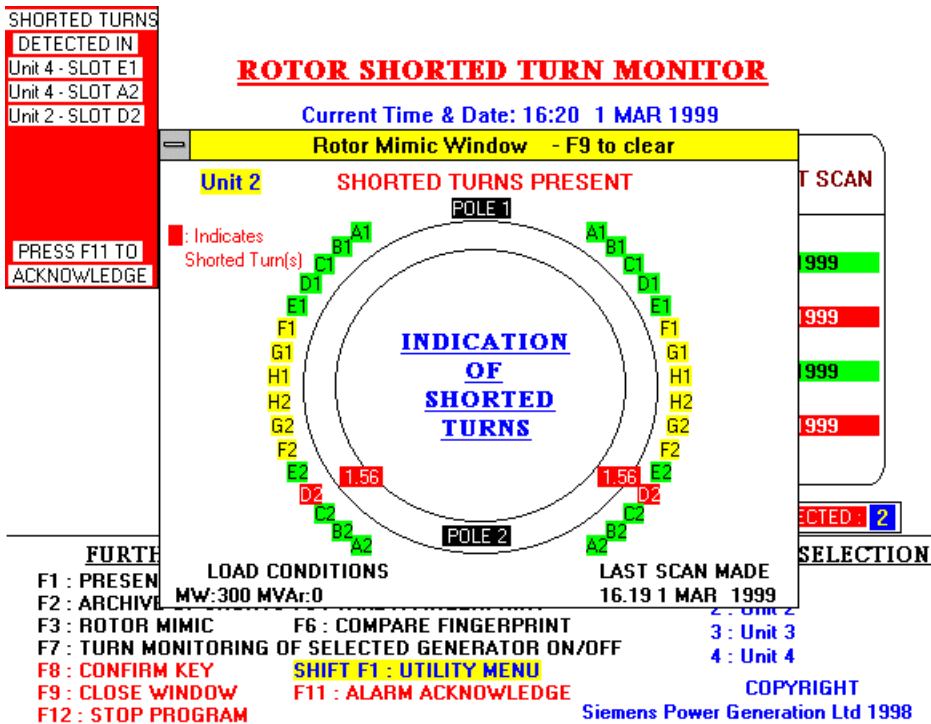 SHORTED TURNS
DETECTED IN
Unit 4 - SLOT E1
Unit 4 - SLOT A2
Unit 2 - SLOT D2
PRESS F11 TO
ACKNOWLEDGE
ROTOR SHORTED TURN MONITOR
Current Time & Date: 16:20 1 MAR 1999
Rotor Mimic Window - F9 to clear
Unit 2 SHORTED TURNS PRESENT
: Indicates
Shorted Turn(s)
POLE 1
A1 A1
B1 B1
C1 C1
D1 D1
E1 E1
F1 F1
G1 G1
H1 H1
H2 H2
G2 G2
F2 F2
E2 1.56 1.56 E2
D2 D2
C2 C2
B2 B2
A2 A2
INDICATION
OF
SHORTED
TURNS
POLE 2
LOAD CONDITIONS
MW:300 MVAr:0
LAST SCAN MADE
16.19 1 MAR 1999
T SCAN
1999
1999
1999
1999
ECTED : 2
FURTH
SELECTION
F1 : PRESEN
F2 : ARCHIVE
F3 : ROTOR MIMIC F6 : COMPARE FINGERPRINT
F7 : TURN MONITORING OF SELECTED GENERATOR ON/OFF
F8 : CONFIRM KEY SHIFT F1 : UTILITY MENU
F9 : CLOSE WINDOW F11 : ALARM ACKNOWLEDGE
F12 : STOP PROGRAM
2 : Unit 2
3 : Unit 3
4 : Unit 4
COPYRIGHT
Siemens Power Generation Ltd 1998